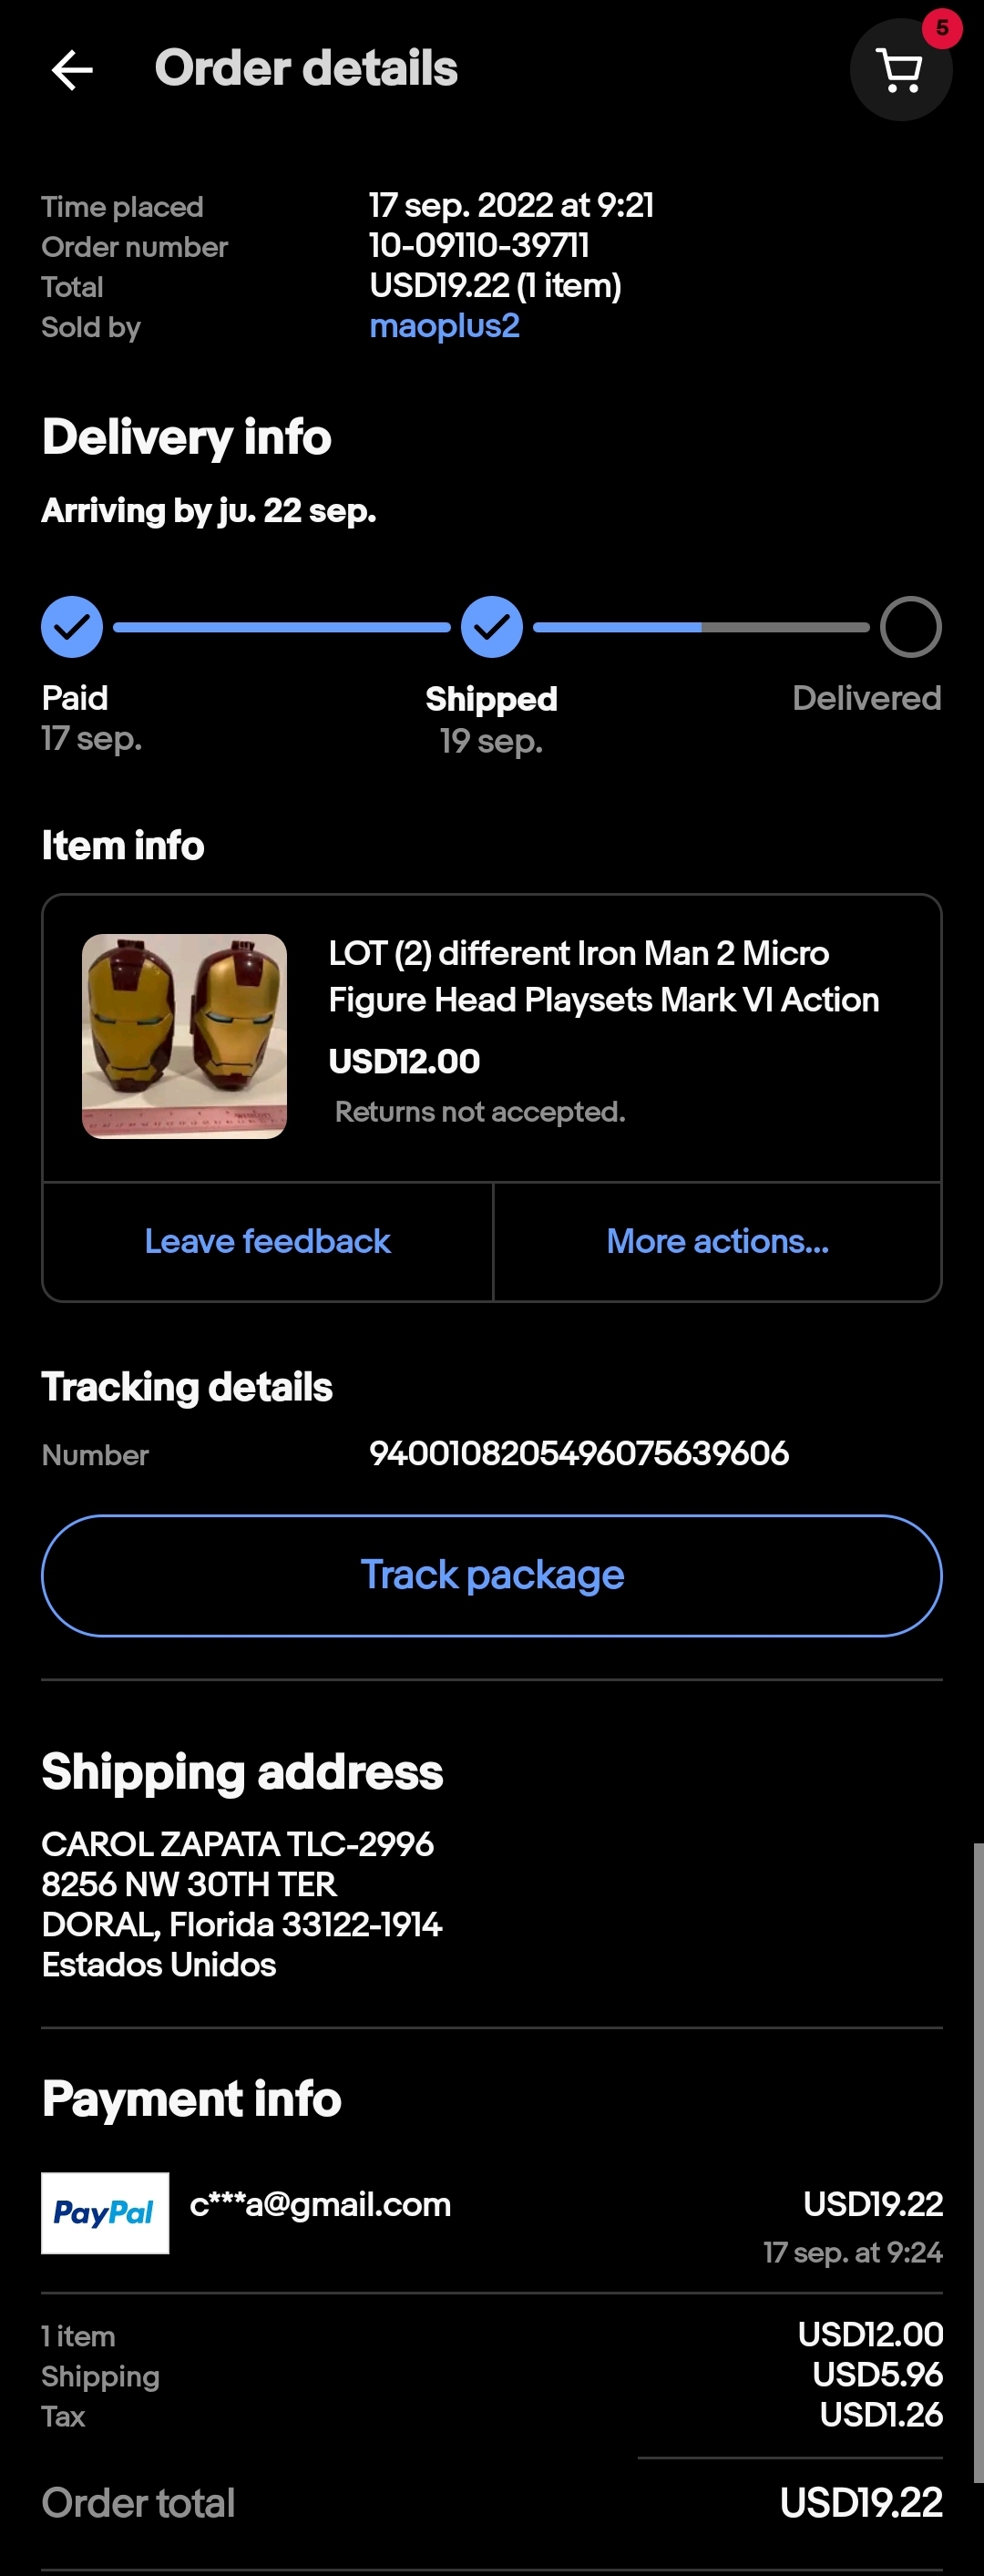 Order details
5
Time placed 17 sep. 2022 at 9:21
Order number 10-09110-39711
Total USD19.22 (1 item)
Sold by maoplus2
Delivery info
Arriving by ju. 22 sep.
Paid Shipped Delivered
17 sep. 19 sep.
Item info
LOT (2) different Iron Man 2 Micro
Figure Head Playsets Mark VI Action
USD12.00
Returns not accepted.
Leave feedback More actions...
Tracking details
Number 9400108205496075639606
Track package
Shipping address
CAROL ZAPATA TLC-2996
8256 NW 30TH TER
DORAL, Florida 33122-1914
Estados Unidos
Payment info
PayPal c***a@gmail.com USD19.22
17 sep. at 9:24
1 item USD12.00
Shipping USD5.96
Tax USD1.26
Order total USD19.22